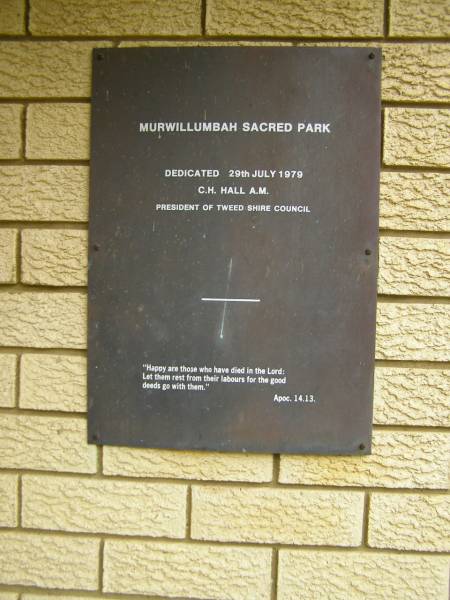 MURWILLUMBAH SACRED PARK
DEDICATED 29th JULY 1979
C.H. HALL A.M.
PRESIDENT OF TWEED SHIRE COUNCIL
"Happy are those who have died in the Lord:
Let them rest from their labours for the good
deeds go with them."
Apoc. 14.13.